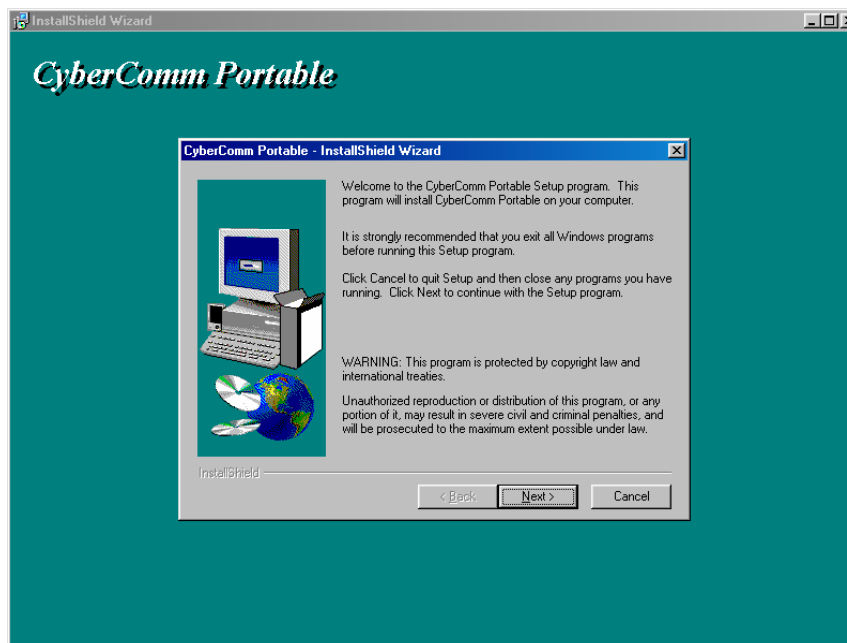 InstallShield Wizard
CyberComm Portable
CyberComm Portable - InstallShield Wizard
Welcome to the CyberComm Portable Setup program.  This
program will install CyberComm Portable on your computer.
It is strongly recommended that you exit all Windows programs
before running this Setup program.
Click Cancel to quit Setup and then close any programs you have
running.  Click Next to continue with the Setup program.
WARNING: This program is protected by copyright law and
international treaties.
Unauthorized reproduction or distribution of this program, or any
portion of it, may result in severe civil and criminal penalties, and
will be prosecuted to the maximum extent possible under law.
InstallShield
< Back
Next >
Cancel